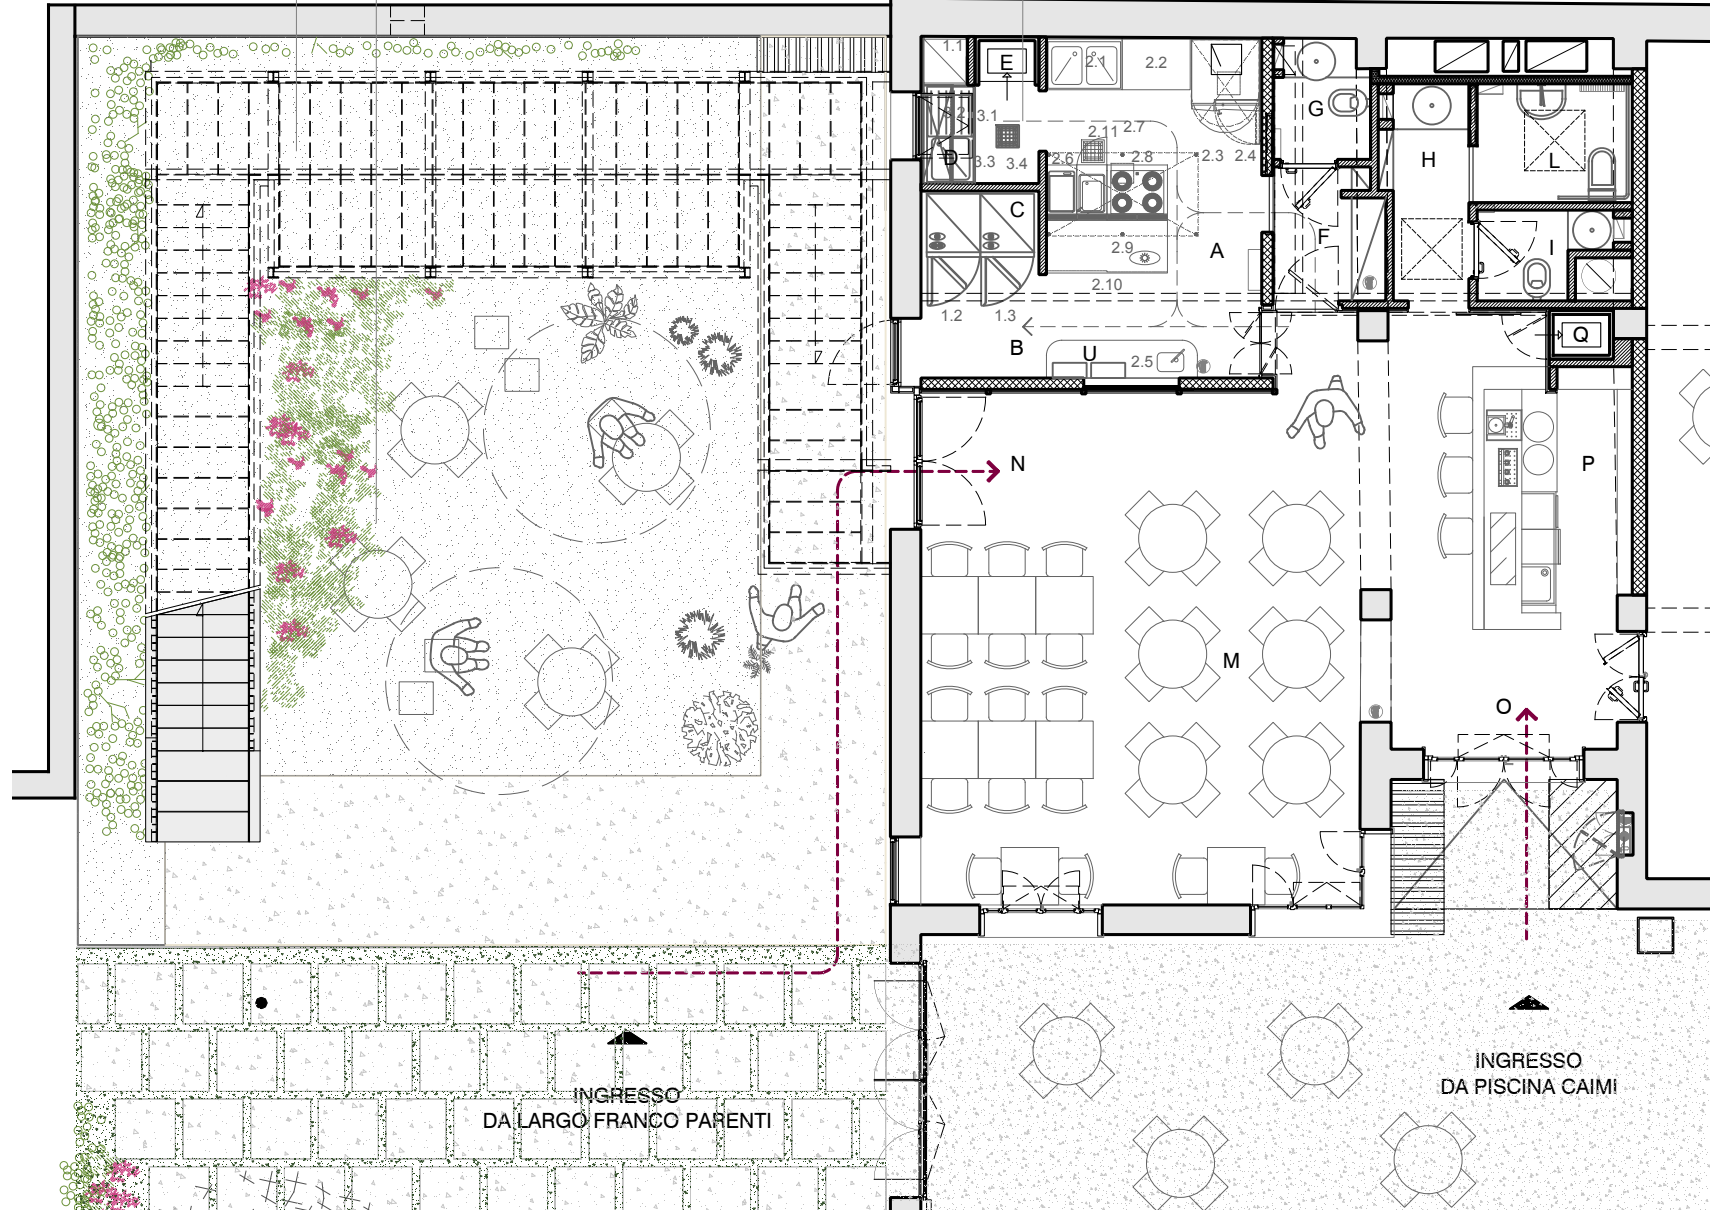 1.1
E
2.1
2.2
G
3.1
2.11
2.7
H
L
D
3.3
3.4
2.6
2.8
2.3
2.4
C
F
A
I
2.9
2.10
1.2
1.3
B
U
2.5
Q
N
P
M
O
INGRESSO
DA LARGO FRANCO PARENTI
INGRESSO
DA PISCINA CAIMI